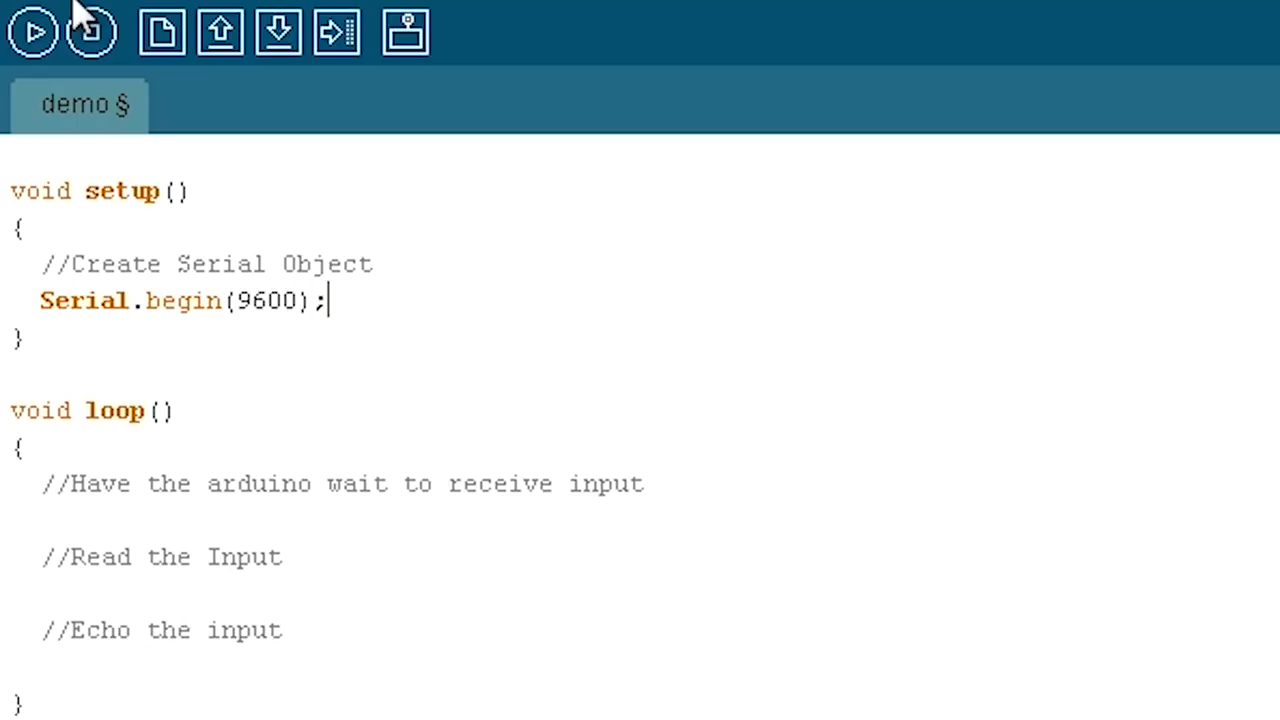 demo §
void setup()
{
  //Create Serial Object
  Serial.begin(9600);
}
void loop()
{
  //Have the arduino wait to receive input
  //Read the Input
  //Echo the input
}